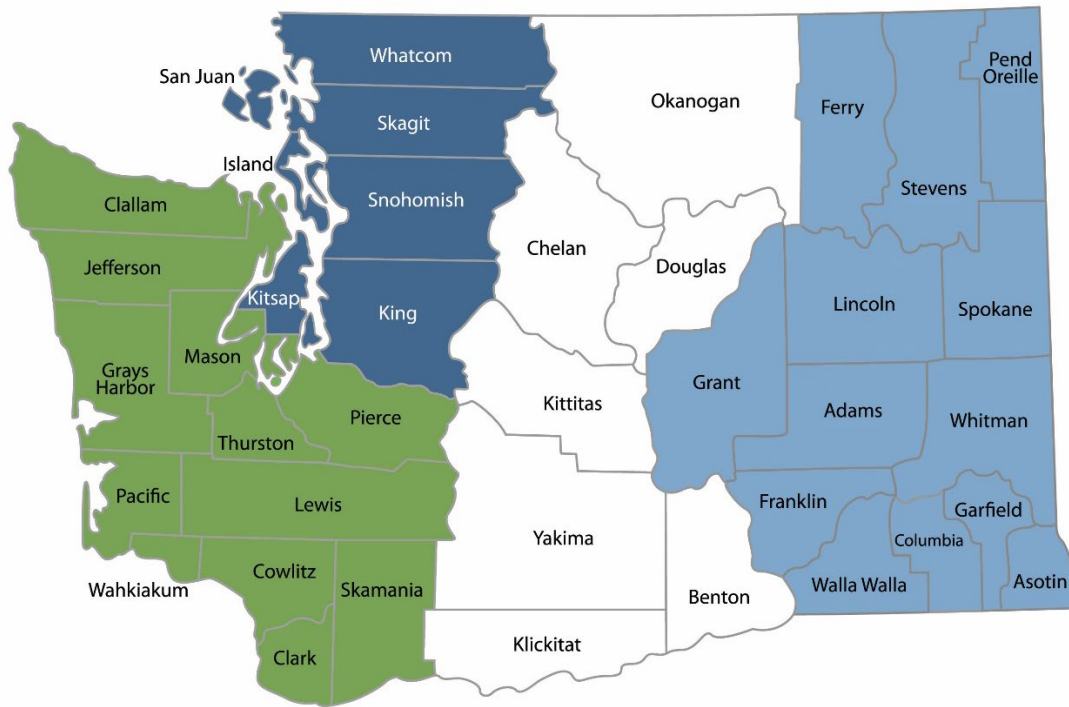 Whatcom
Pend
Oreille
San Juan
Okanogan
Ferry
Skagit
Island
Stevens
Clallam
Snohomish
Chelan
Douglas
Jefferson
Kitsap
King
Lincoln
Spokane
Mason
Grays
Harbor
Grant
Kittitas
Adams
Pierce
Whitman
Thurston
Pacific
Lewis
Franklin
Garfield
Yakima
Columbia
Cowlitz
Skamania
Wahkiakum
Walla Walla
Asotin
Benton
Klickitat
Clark